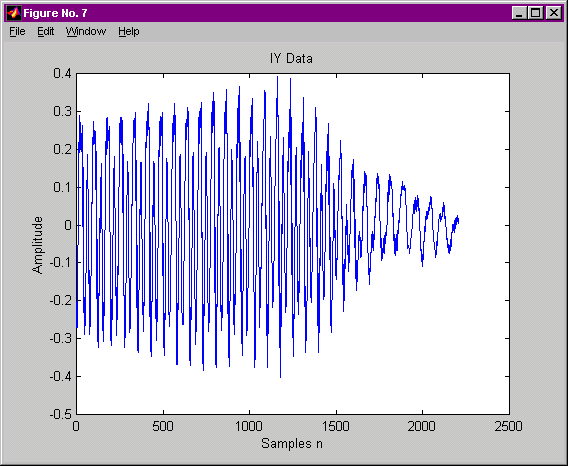 Figure No. 7
File Edit Window Help
IY Data
0.4
0.3
0.2
0.1
0
-0.1
-0.2
-0.3
-0.4
-0.5
Amplitude
0 500 1000 1500 2000 2500
Samples n